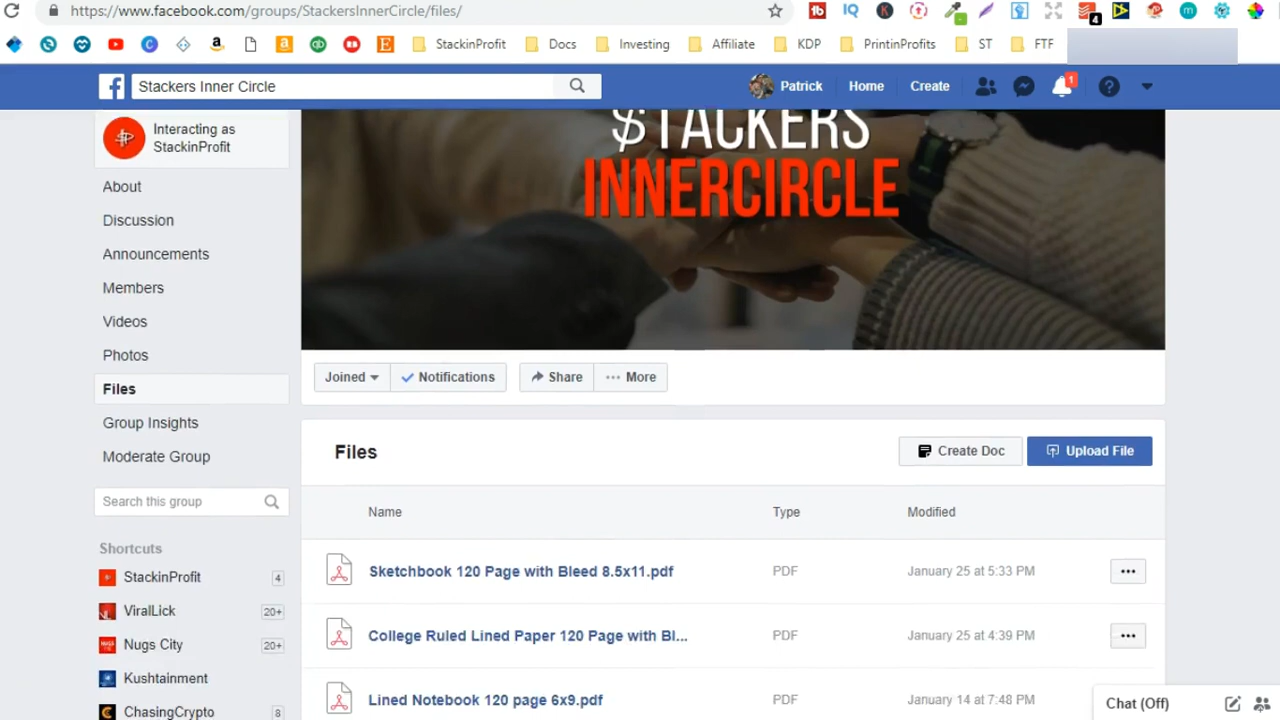 https://www.facebook.com/groups/StackersInnerCircle/files/
4
StackinProfit Docs Investing Affiliate KDP PrintinProfits ST FTF
Stackers Inner Circle
Patrick Home Create 1
Interacting as
StackinProfit
About
Discussion
Announcements
Members
Videos
Photos
Files
Group Insights
Moderate Group
Search this group
Shortcuts
StackinProfit 4
ViralLick 20+
Nugs City 20+
Kushtainment
ChasingCrypto 8
$TACKERS
INNERCIRCLE
Joined Notifications Share More
Files Create Doc Upload File
Name Type Modified
Sketchbook 120 Page with Bleed 8.5x11.pdf PDF January 25 at 5:33 PM
College Ruled Lined Paper 120 Page with Bl... PDF January 25 at 4:39 PM
Lined Notebook 120 page 6x9.pdf PDF January 14 at 7:48 PM
Chat (Off)